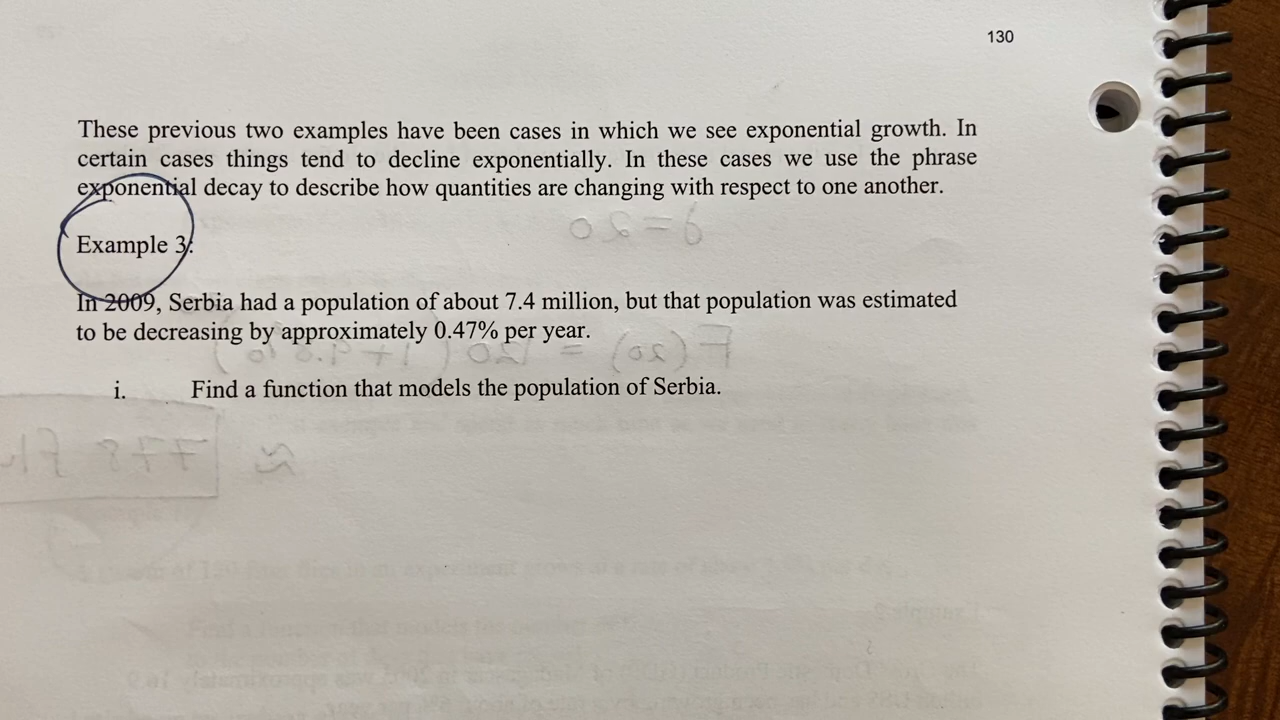 130
These previous two examples have been cases in which we see exponential growth. In
certain cases things tend to decline exponentially. In these cases we use the phrase
exponential decay to describe how quantities are changing with respect to one another.
Example 3:
In 2009, Serbia had a population of about 7.4 million, but that population was estimated
to be decreasing by approximately 0.47% per year.
i. Find a function that models the population of Serbia.